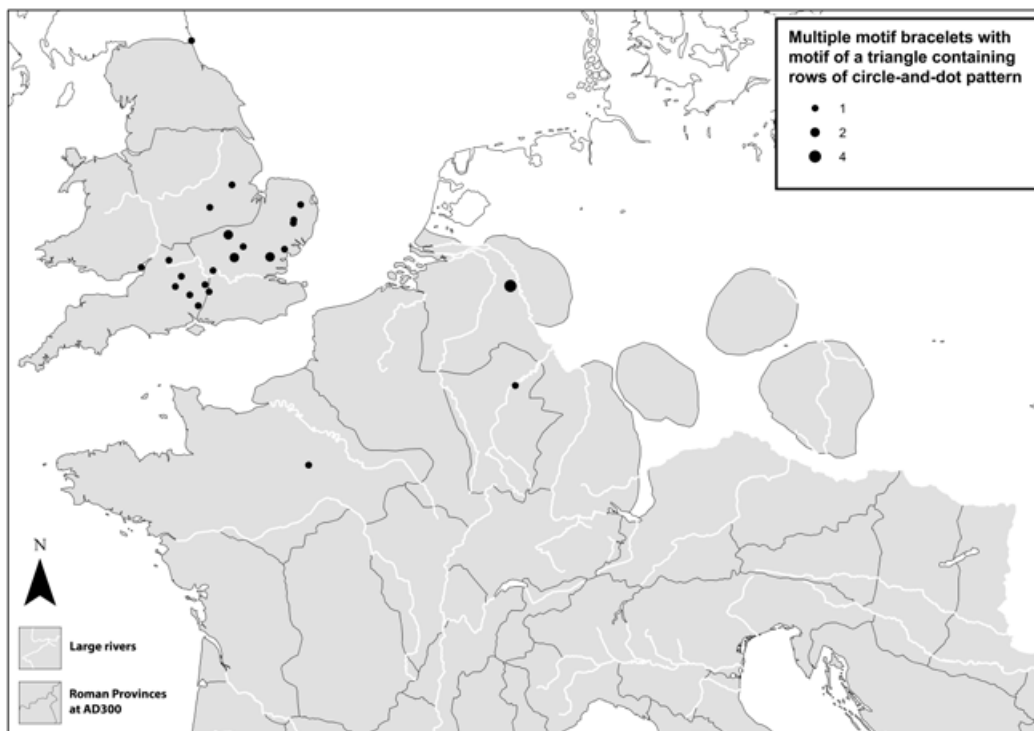 Multiple motif bracelets with
motif of a triangle containing
rows of circle-and-dot pattern
1
2
4
N
Large rivers
Roman Provinces
at AD300